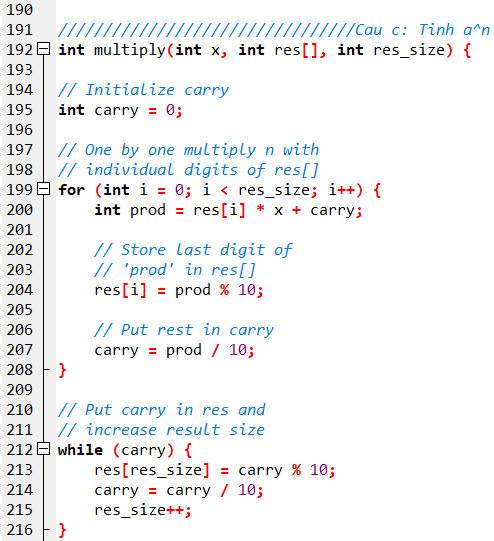 190
191 /////////////////////////////////Cau c: Tinh a^n
192 int multiply(int x, int res[], int res_size) {
193
194 // Initialize carry
195 int carry = 0;
196
197 // One by one multiply n with
198 // individual digits of res[]
199 for (int i = 0; i < res_size; i++) {
200     int prod = res[i] * x + carry;
201
202     // Store last digit of
203     // 'prod' in res[]
204     res[i] = prod % 10;
205
206     // Put rest in carry
207     carry = prod / 10;
208 }
209
210 // Put carry in res and
211 // increase result size
212 while (carry) {
213     res[res_size] = carry % 10;
214     carry = carry / 10;
215     res_size++;
216 }